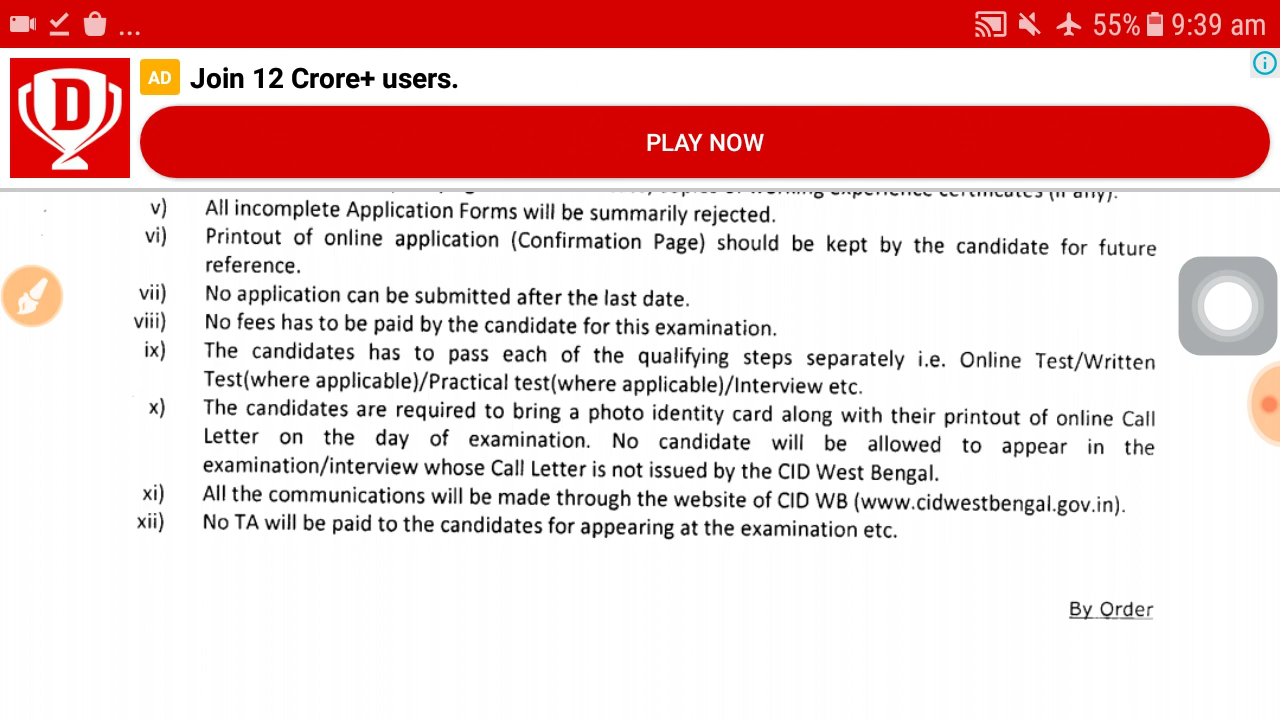 ... 55% 9:39 am
D AD Join 12 Crore+ users.
PLAY NOW
copies of working experience certificates (if any).
v) All incomplete Application Forms will be summarily rejected.
vi) Printout of online application (Confirmation Page) should be kept by the candidate for future
reference.
vii) No application can be submitted after the last date.
viii) No fees has to be paid by the candidate for this examination.
ix) The candidates has to pass each of the qualifying steps separately i.e. Online Test/Written
Test(where applicable)/Practical test(where applicable)/Interview etc.
x) The candidates are required to bring a photo identity card along with their printout of online Call
Letter on the day of examination. No candidate will be allowed to appear in the
examination/interview whose Call Letter is not issued by the CID West Bengal.
xi) All the communications will be made through the website of CID WB (www.cidwestbengal.gov.in).
xii) No TA will be paid to the candidates for appearing at the examination etc.
By Order